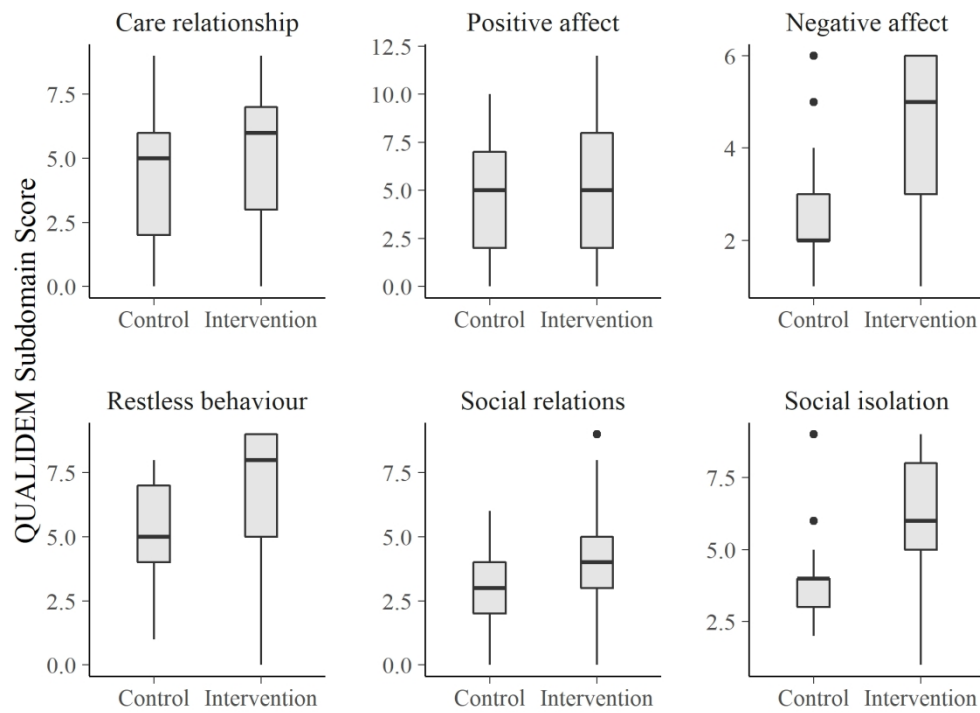 QUALIDEM Subdomain Score
Care relationship
7.5
5.0
2.5
0.0
Control Intervention
Positive affect
12.5
10.0
7.5
5.0
2.5
0.0
Control Intervention
Negative affect
6
4
2
Control Intervention
Restless behaviour
7.5
5.0
2.5
0.0
Control Intervention
Social relations
7.5
5.0
2.5
0.0
Control Intervention
Social isolation
7.5
5.0
2.5
Control Intervention